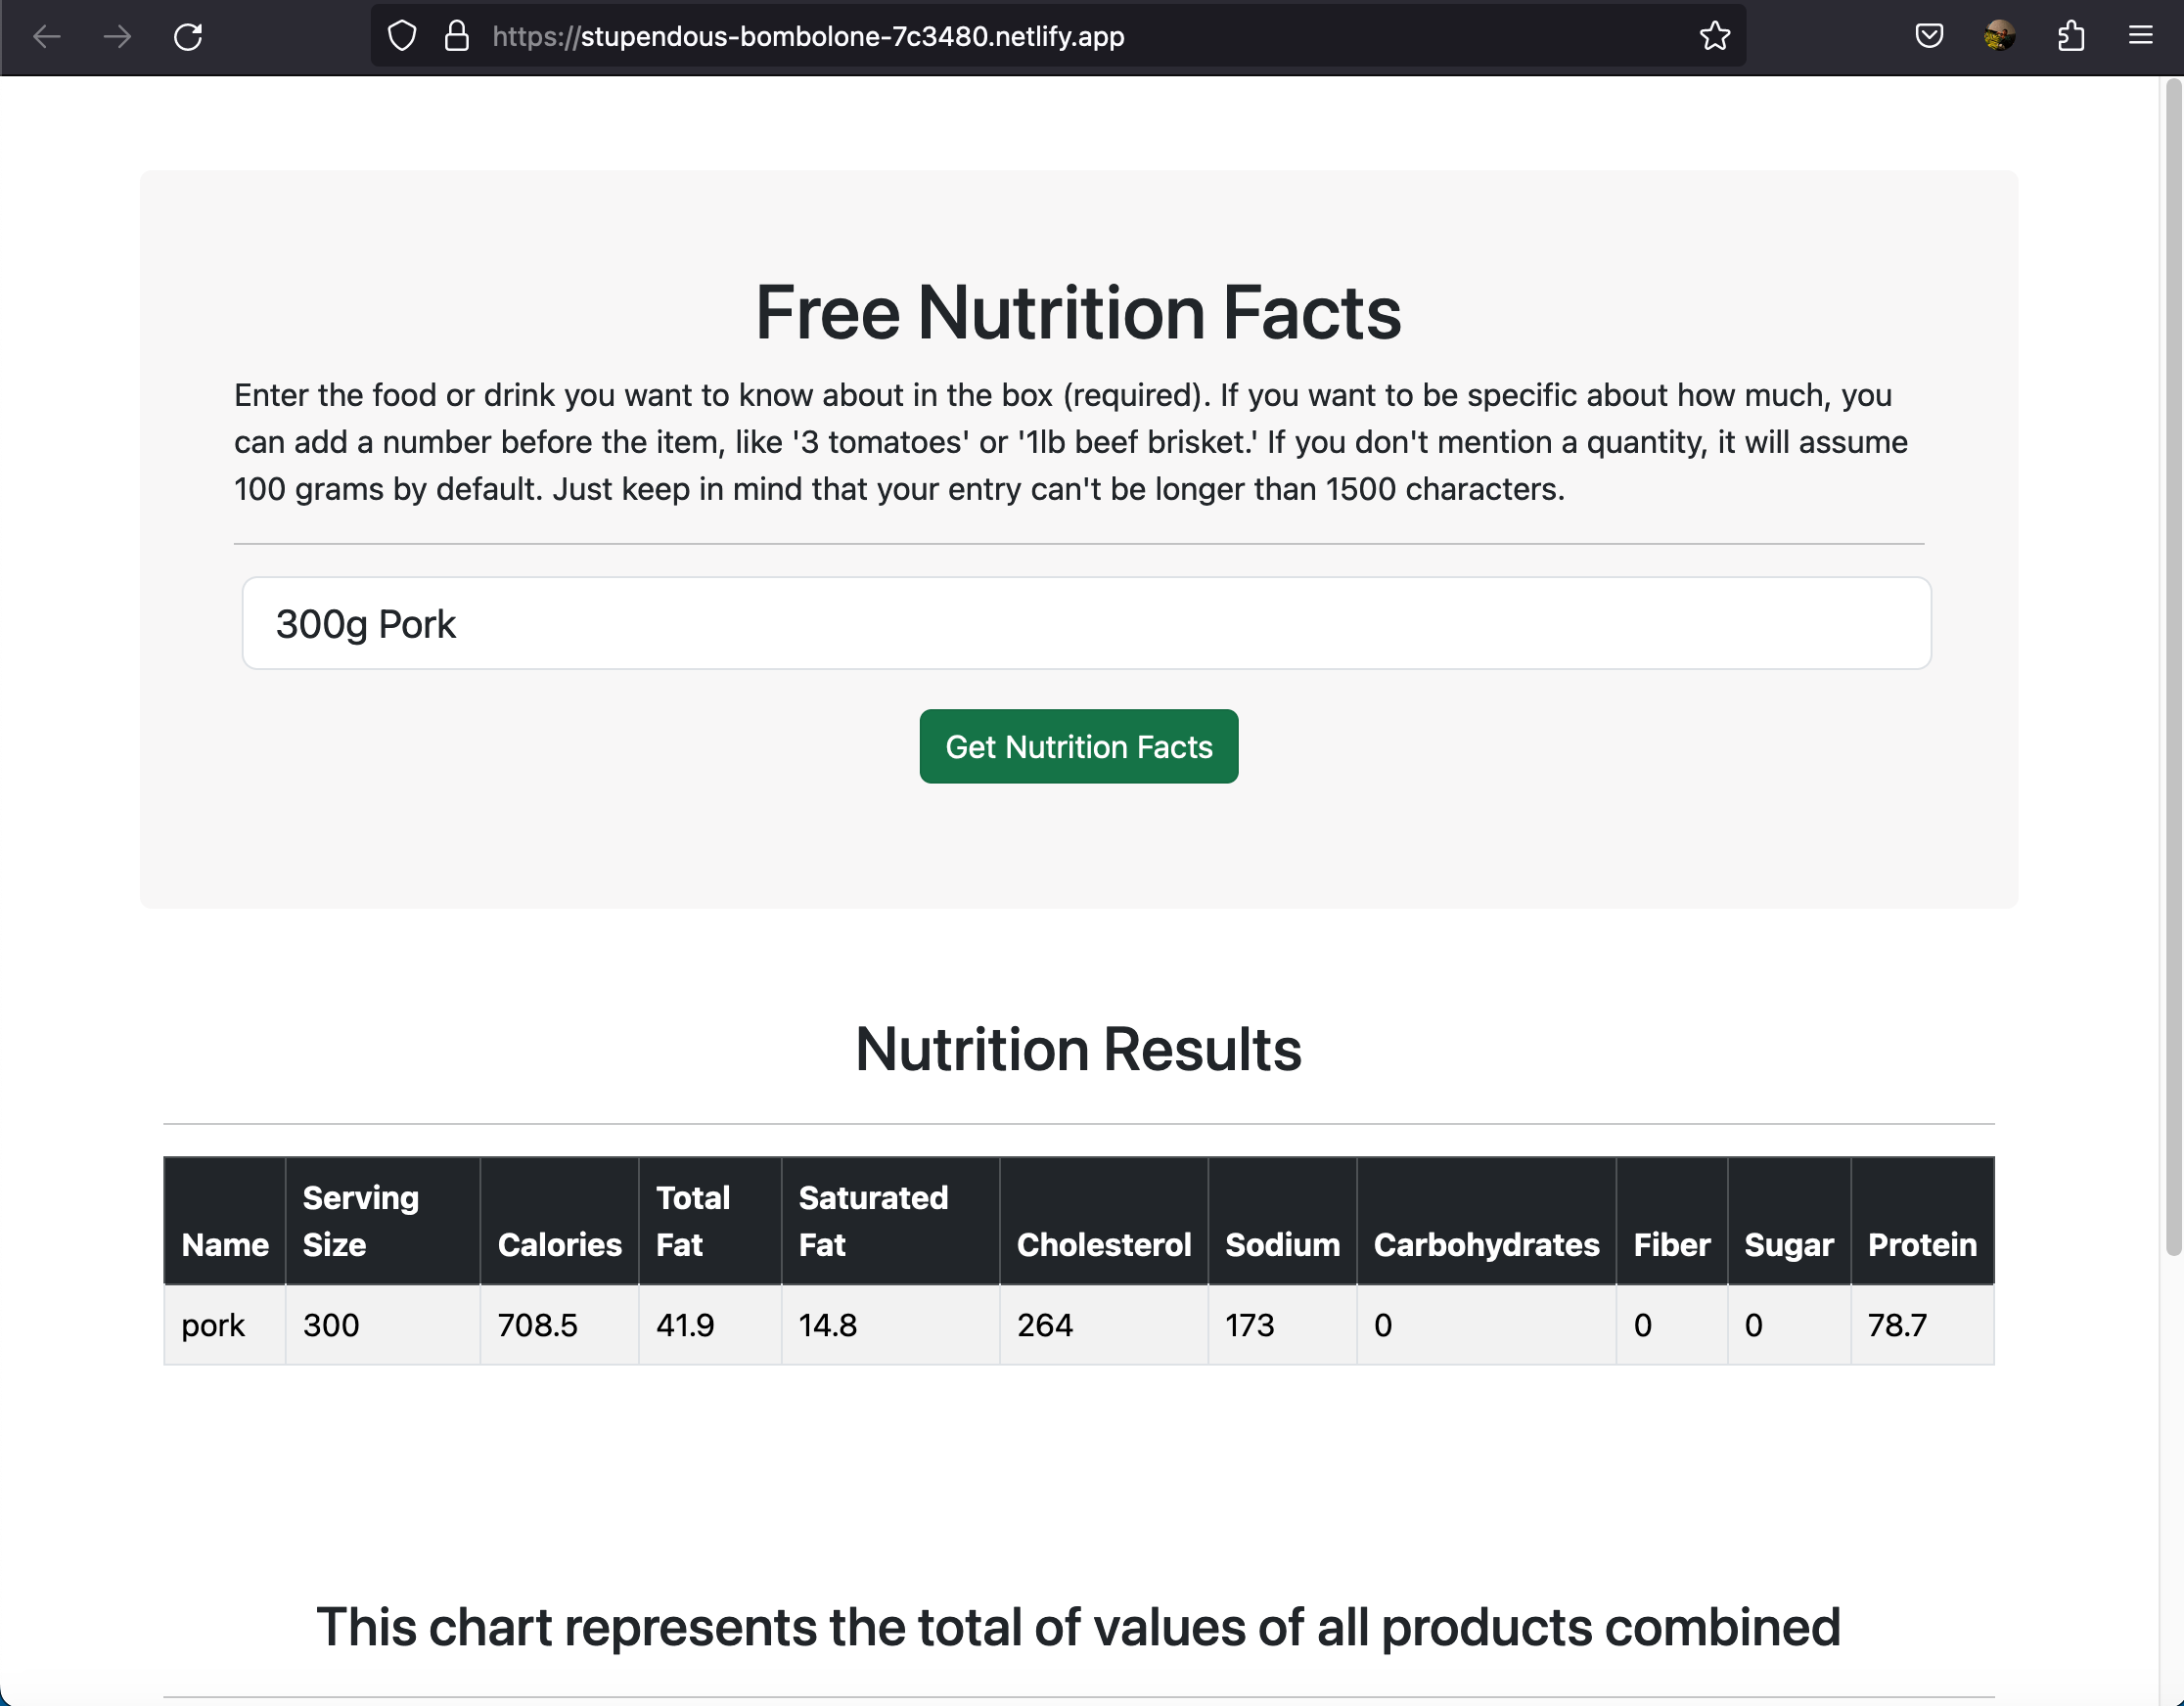 https://stupendous-bombolone-7c3480.netlify.app
Free Nutrition Facts
Enter the food or drink you want to know about in the box (required). If you want to be specific about how much, you
can add a number before the item, like '3 tomatoes' or '1lb beef brisket.' If you don't mention a quantity, it will assume
100 grams by default. Just keep in mind that your entry can't be longer than 1500 characters.
300g Pork
Get Nutrition Facts
Nutrition Results
Name Serving Size Calories Total Fat Saturated Fat Cholesterol Sodium Carbohydrates Fiber Sugar Protein
pork 300 708.5 41.9 14.8 264 173 0 0 0 78.7
This chart represents the total of values of all products combined